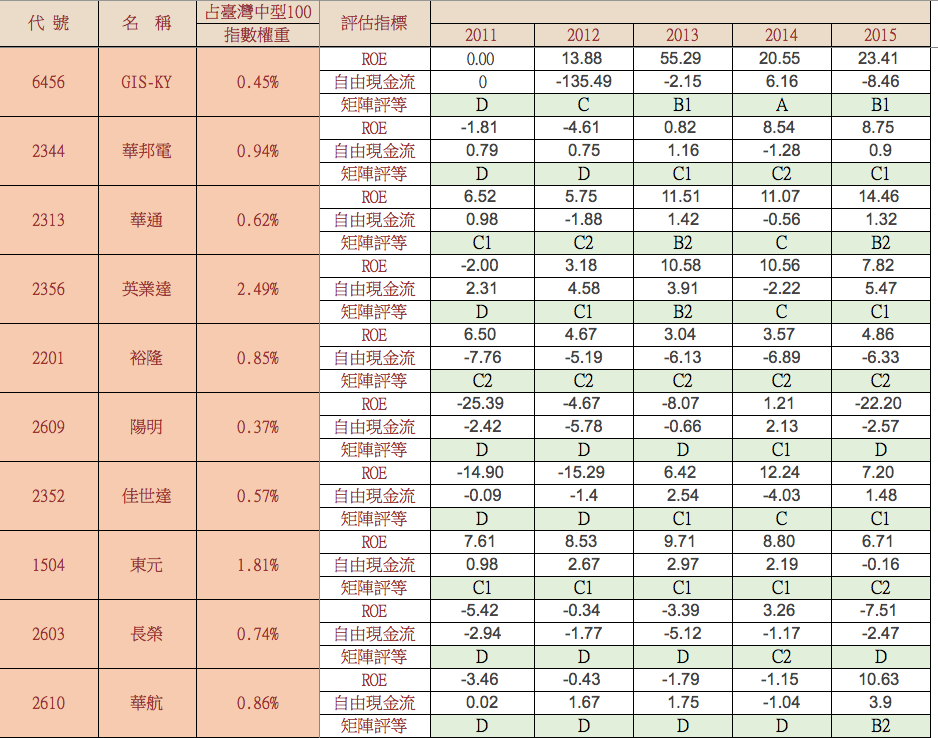 代 號 名 稱 占臺灣中型100指數權重 評估指標 2011 2012 2013 2014 2015
6456 GIS-KY 0.45% ROE 0.00 13.88 55.29 20.55 23.41
自由現金流 0 -135.49 -2.15 6.16 -8.46
矩陣評等 D C B1 A B1
2344 華邦電 0.94% ROE -1.81 -4.61 0.82 8.54 8.75
自由現金流 0.79 0.75 1.16 -1.28 0.9
矩陣評等 D D C1 C2 C1
2313 華通 0.62% ROE 6.52 5.75 11.51 11.07 14.46
自由現金流 0.98 -1.88 1.42 -0.56 1.32
矩陣評等 C1 C2 B2 C B2
2356 英業達 2.49% ROE -2.00 3.18 10.58 10.56 7.82
自由現金流 2.31 4.58 3.91 -2.22 5.47
矩陣評等 D C1 B2 C C1
2201 裕隆 0.85% ROE 6.50 4.67 3.04 3.57 4.86
自由現金流 -7.76 -5.19 -6.13 -6.89 -6.33
矩陣評等 C2 C2 C2 C2 C2
2609 陽明 0.37% ROE -25.39 -4.67 -8.07 1.21 -22.20
自由現金流 -2.42 -5.78 -0.66 2.13 -2.57
矩陣評等 D D D C1 D
2352 佳世達 0.57% ROE -14.90 -15.29 6.42 12.24 7.20
自由現金流 -0.09 -1.4 2.54 -4.03 1.48
矩陣評等 D D C1 C C1
1504 東元 1.81% ROE 7.61 8.53 9.71 8.80 6.71
自由現金流 0.98 2.67 2.97 2.19 -0.16
矩陣評等 C1 C1 C1 C1 C2
2603 長榮 0.74% ROE -5.42 -0.34 -3.39 3.26 -7.51
自由現金流 -2.94 -1.77 -5.12 -1.17 -2.47
矩陣評等 D D D C2 D
2610 華航 0.86% ROE -3.46 -0.43 -1.79 -1.15 10.63
自由現金流 0.02 1.67 1.75 -1.04 3.9
矩陣評等 D D D D B2